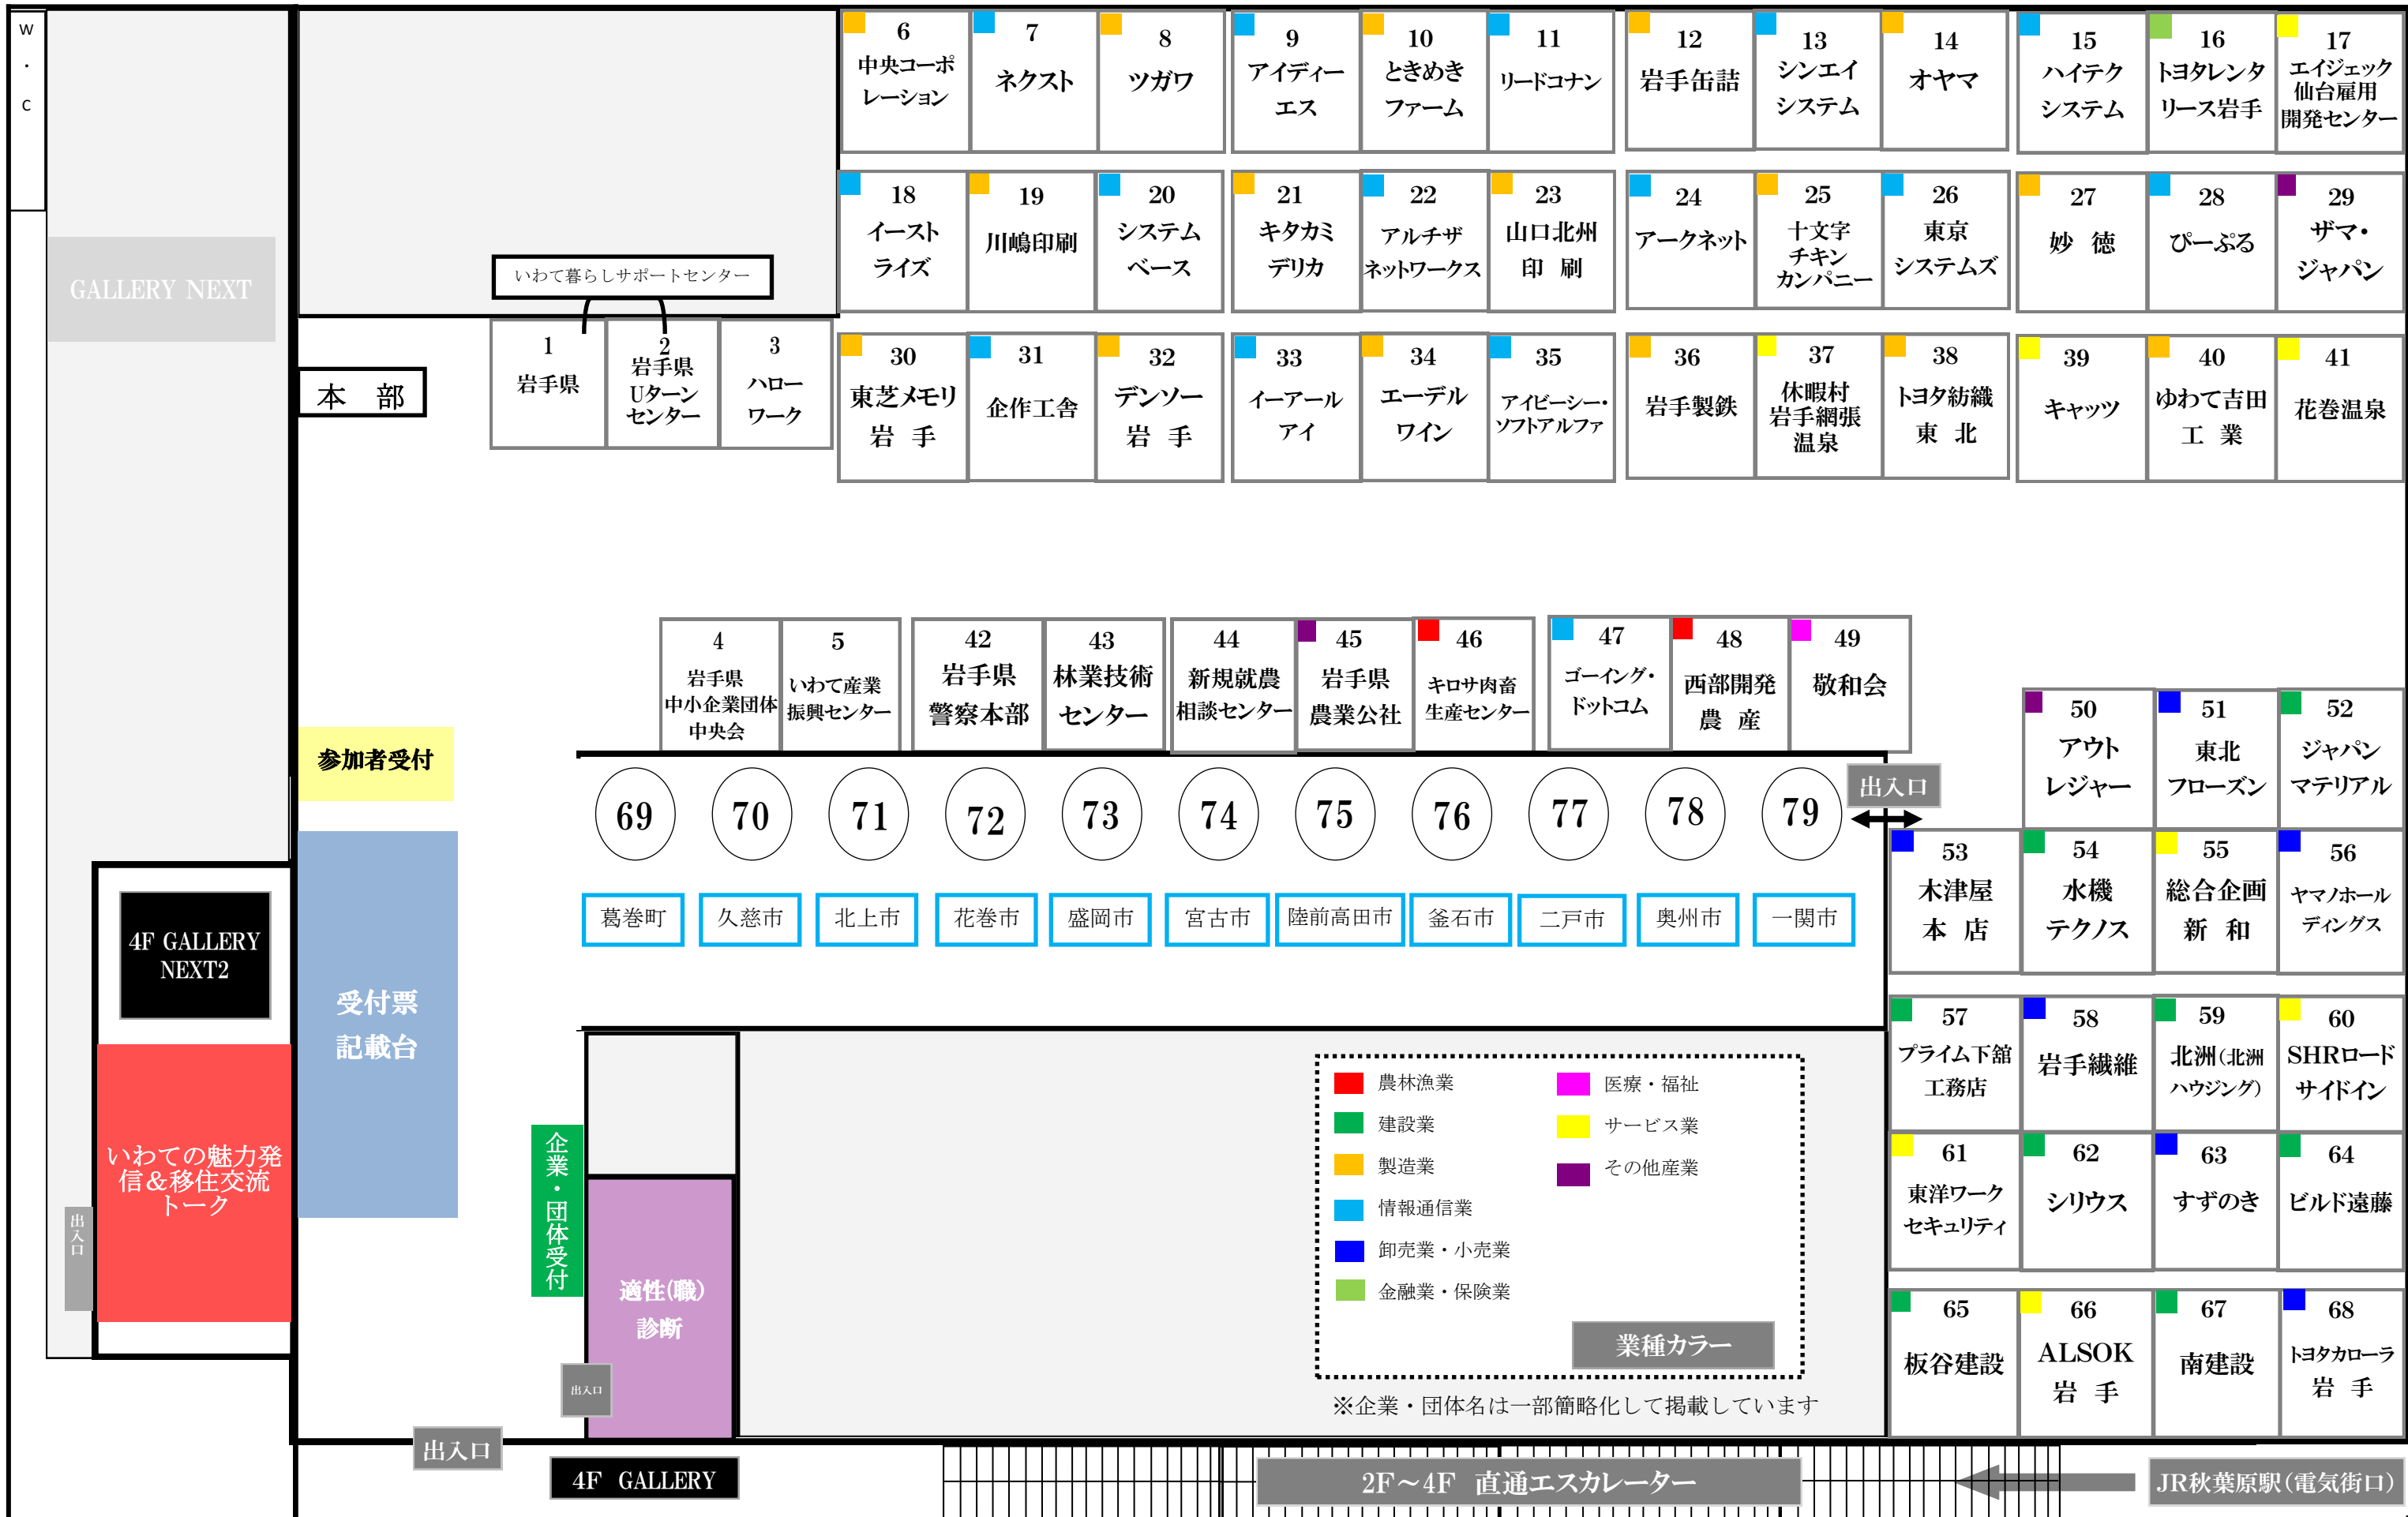 W
・
C
GALLERY NEXT
6
中央コーポ
レーション
7
ネクスト
8
ツガワ
9
アイディー
エス
10
ときめき
ファーム
11
リードコナン
12
岩手缶詰
13
シンエイ
システム
14
オヤマ
15
ハイテク
システム
16
トヨタレンタ
リース岩手
17
エイジェック
仙台雇用
開発センター
18
イースト
ライズ
19
川嶋印刷
20
システム
ベース
21
キタカミ
デリカ
22
アルチザ
ネットワークス
23
山口北州
印 刷
24
アークネット
25
十文字
チキン
カンパニー
26
東京
システムズ
27
妙 徳
28
ぴーぷる
29
ザマ・
ジャパン
いわて暮らしサポートセンター
本 部
1
岩手県
2
岩手県
Uターン
センター
3
ハロー
ワーク
30
東芝メモリ
岩 手
31
企作工舎
32
デンソー
岩 手
33
イーアール
アイ
34
エーデル
ワイン
35
アイビーシー・
ソフトアルファ
36
岩手製鉄
37
休暇村
岩手網張
温泉
38
トヨタ紡織
東 北
39
キャッツ
40
ゆわて吉田
工 業
41
花巻温泉
4
岩手県
中小企業団体
中央会
5
いわて産業
振興センター
42
岩手県
警察本部
43
林業技術
センター
44
新規就農
相談センター
45
岩手県
農業公社
46
キロサ肉畜
生産センター
47
ゴーイング・
ドットコム
48
西部開発
農 産
49
敬和会
50
アウト
レジャー
51
東北
フローズン
52
ジャパン
マテリアル
参加者受付
69
70
71
72
73
74
75
76
77
78
79
出入口
葛巻町
久慈市
北上市
花巻市
盛岡市
宮古市
陸前高田市
釜石市
二戸市
奥州市
一関市
53
木津屋
本 店
54
水機
テクノス
55
総合企画
新 和
56
ヤマノホール
ディングス
4F GALLERY
NEXT2
受付票
記載台
57
プライム下舘
工務店
58
岩手繊維
59
北洲(北洲
ハウジング)
60
SHRロード
サイドイン
いわての魅力発
信＆移住交流
トーク
出入口
企業・団体受付
適性(職)
診断
出入口
農林漁業
建設業
製造業
情報通信業
卸売業・小売業
金融業・保険業
医療・福祉
サービス業
その他産業
業種カラー
※企業・団体名は一部簡略化して掲載しています
61
東洋ワーク
セキュリティ
62
シリウス
63
すずのき
64
ビルド遠藤
65
板谷建設
66
ALSOK
岩 手
67
南建設
68
トヨタカローラ
岩 手
出入口
4F GALLERY
2F～4F 直通エスカレーター
JR秋葉原駅(電気街口)